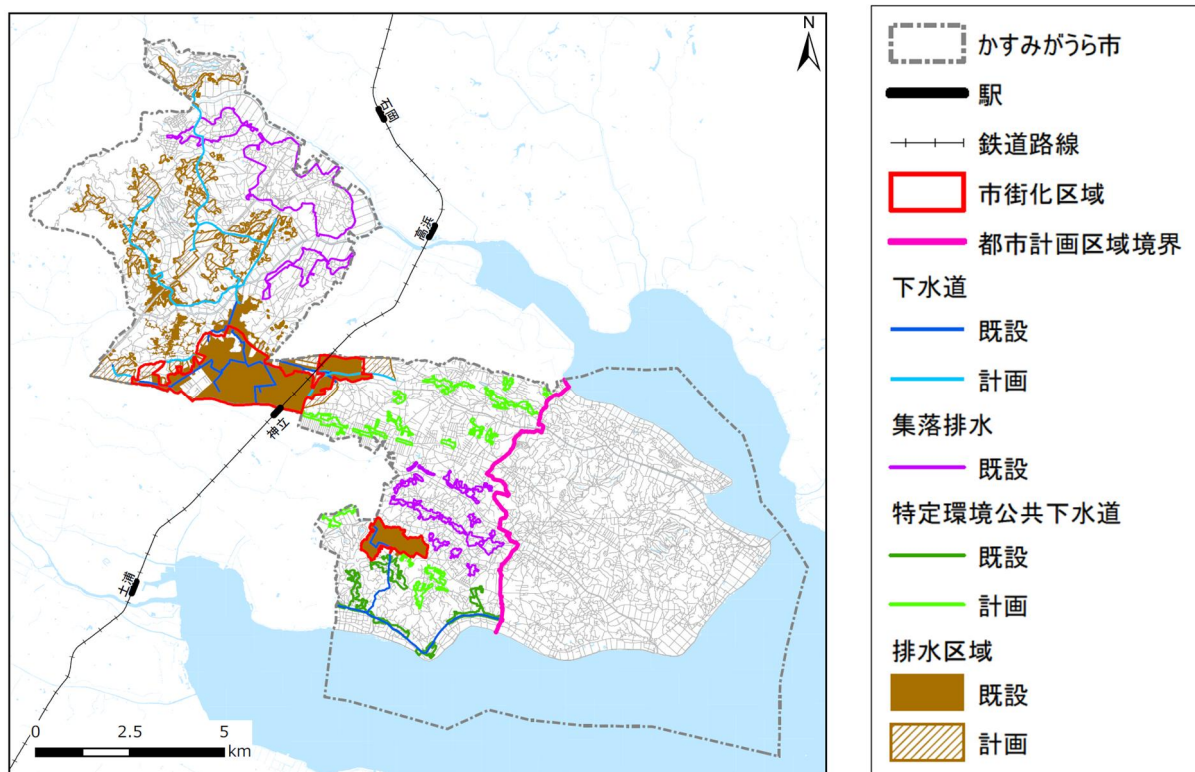 N
石岡
高浜
神立
土浦
0 2.5 5
km
かすみがうら市
駅
鉄道路線
市街化区域
都市計画区域境界
下水道
既設
計画
集落排水
既設
特定環境公共下水道
既設
計画
排水区域
既設
計画